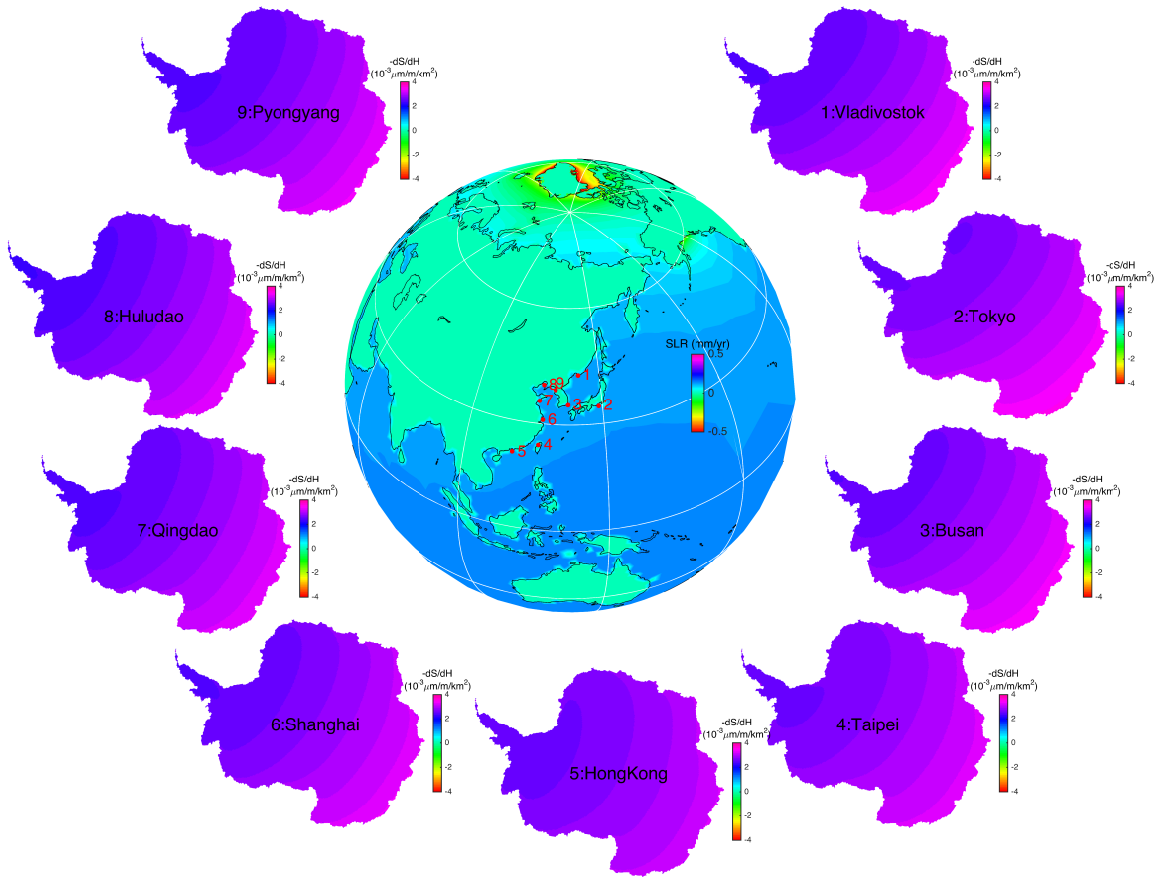 -dS/dH
(10⁻³μm/m/km²)
4
2
0
-2
-4
9:Pyongyang
-dS/dH
(10⁻³μm/m/km²)
4
2
0
-2
-4
1:Vladivostok
-dS/dH
(10⁻³μm/m/km²)
4
2
0
-2
-4
8:Huludao
-dS/dH
(10⁻³μm/m/km²)
4
2
0
-2
-4
2:Tokyo
SLR (mm/yr)
0.5
0
-0.5
1
8
9
7
3
2
6
4
5
-dS/dH
(10⁻³μm/m/km²)
4
2
0
-2
-4
7:Qingdao
-dS/dH
(10⁻³μm/m/km²)
4
2
0
-2
-4
3:Busan
-dS/dH
(10⁻³μm/m/km²)
4
2
0
-2
-4
6:Shanghai
-dS/dH
(10⁻³μm/m/km²)
4
2
0
-2
-4
5:HongKong
-dS/dH
(10⁻³μm/m/km²)
4
2
0
-2
-4
4:Taipei